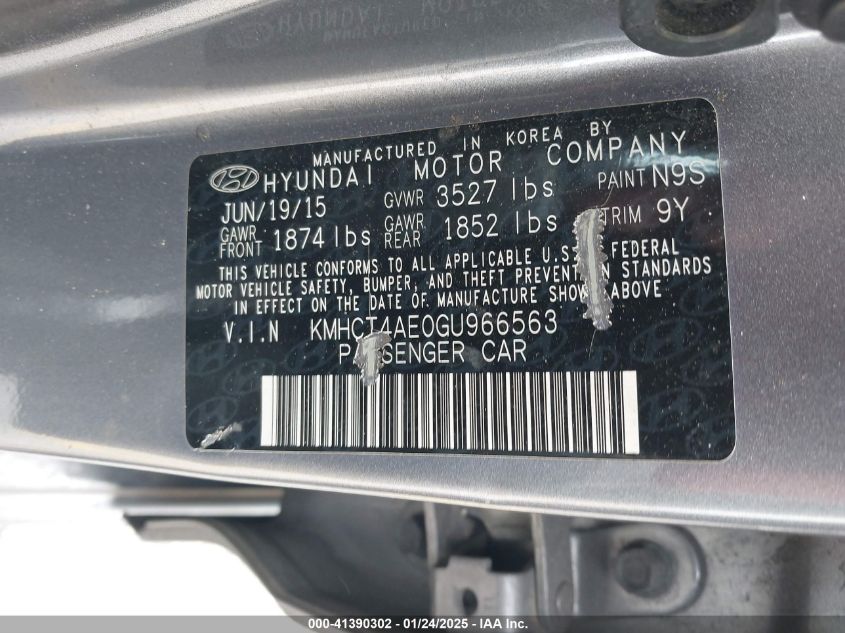 MANUFACTURED IN KOREA BY
HYUNDAI MOTOR COMPANY
JUN/19/15 GVWR 3527 lbs PAINT N9S
GAWR FRONT 1874 lbs GAWR REAR 1852 lbs TRIM 9Y
THIS VEHICLE CONFORMS TO ALL APPLICABLE U.S. FEDERAL
MOTOR VEHICLE SAFETY, BUMPER, AND THEFT PREVENTION STANDARDS
IN EFFECT ON THE DATE OF MANUFACTURE SHOWN ABOVE
V.I.N KMHCT4AE0GU966563
PASSENGER CAR
000-41390302 - 01/24/2025 - IAA Inc.